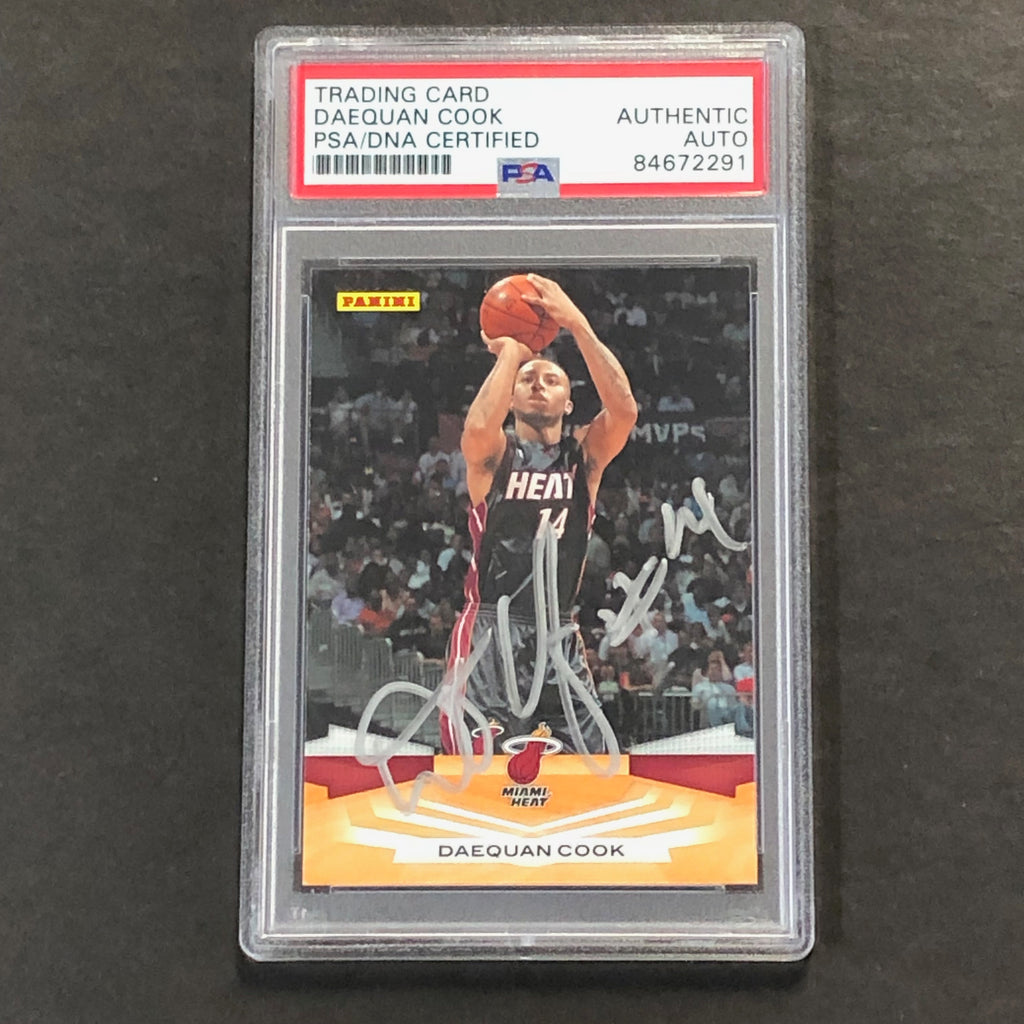 TRADING CARD
DAEQUAN COOK
PSA/DNA CERTIFIED
AUTHENTIC
AUTO
84672291
PSA
PANINI
MVPs
HEAT
14
#14
MIAMI
HEAT
DAEQUAN COOK